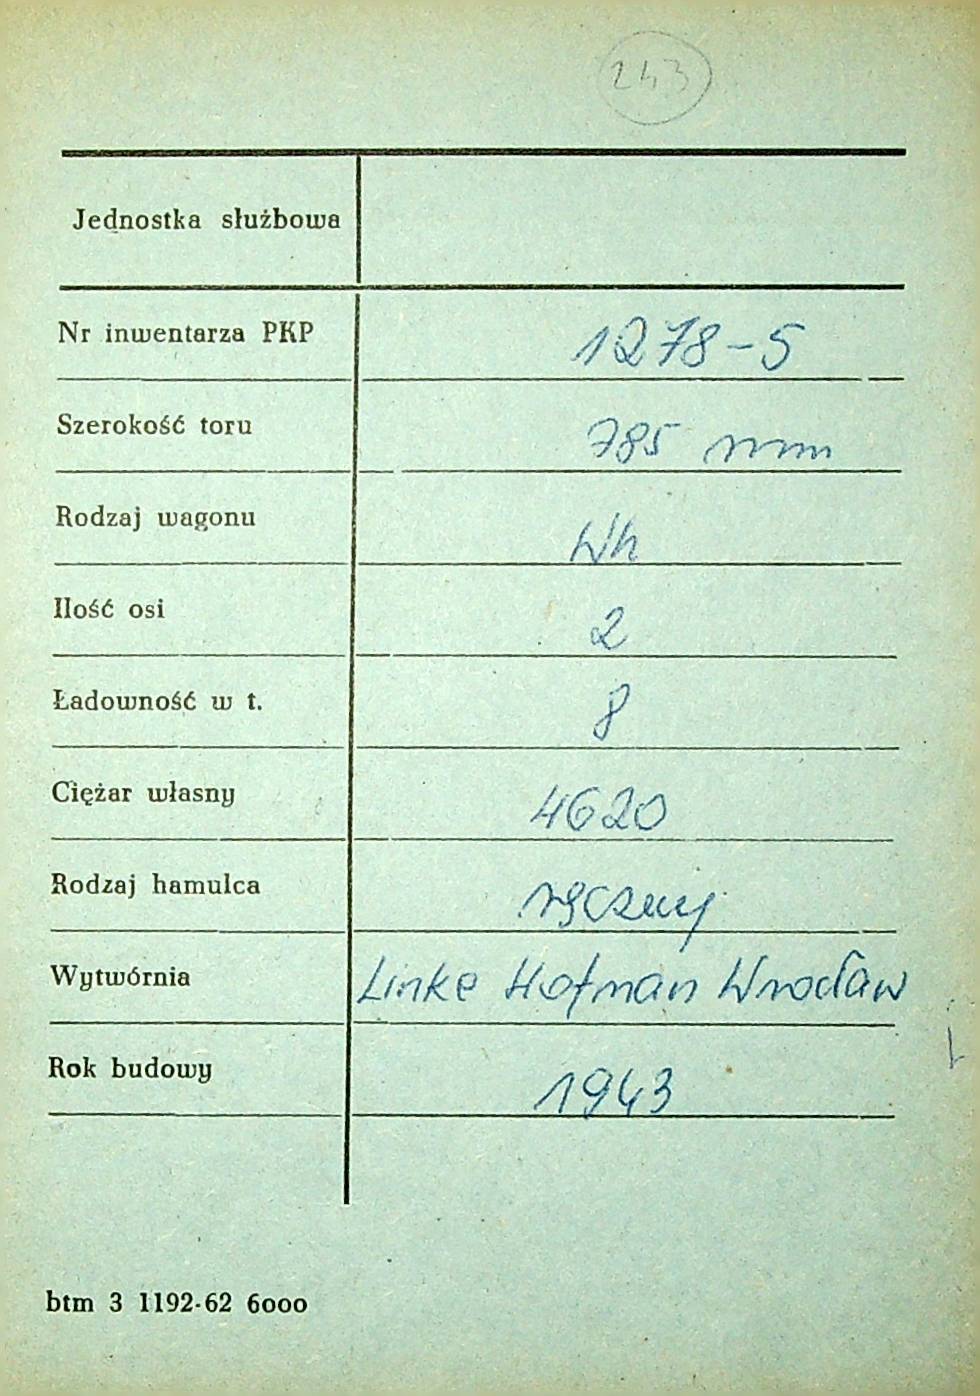 243
Jednostka służbowa
Nr inwentarza PKP 1278-5
Szerokość toru 785 mm
Rodzaj wagonu Wh
Ilość osi 2
Ładowność w t. 8
Ciężar własny 4620
Rodzaj hamulca ręczny
Wytwórnia Linke Hofman Wrocław
Rok budowy 1943
btm 3 1192-62 6000